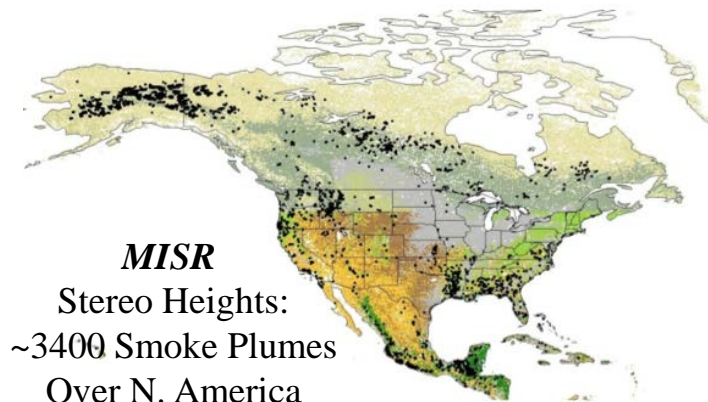 MISR
Stereo Heights:
~3400 Smoke Plumes
Over N. America